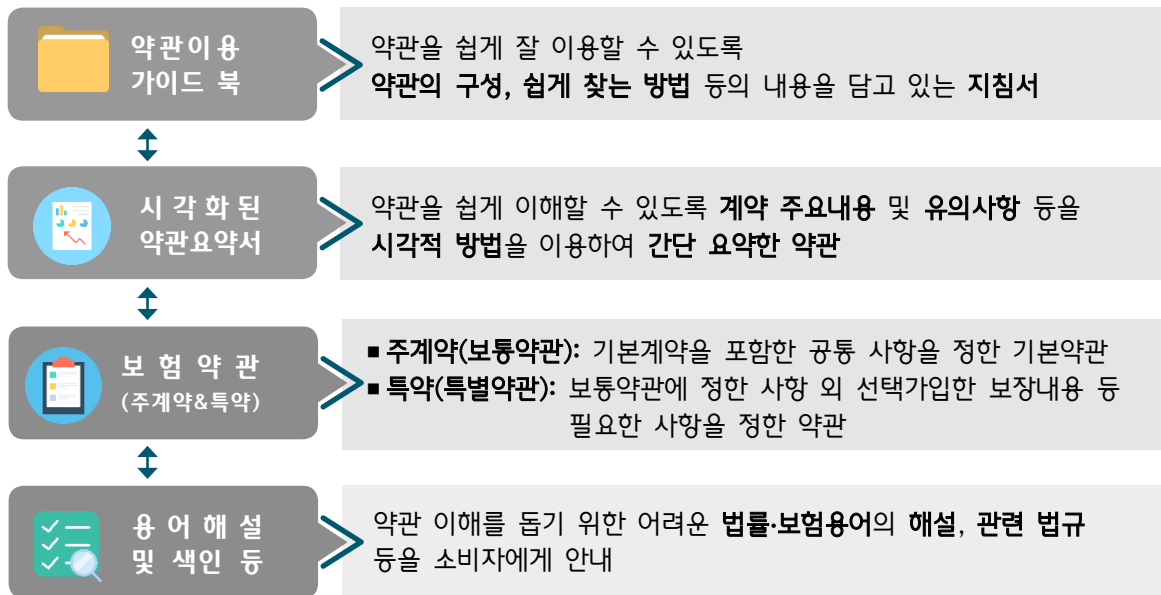 약관이용
가이드 북
약관을 쉽게 잘 이용할 수 있도록
약관의 구성, 쉽게 찾는 방법 등의 내용을 담고 있는 지침서
시 각 화 된
약관요약서
약관을 쉽게 이해할 수 있도록 계약 주요내용 및 유의사항 등을
시각적 방법을 이용하여 간단 요약한 약관
보 험 약 관
(주계약&특약)
▪ 주계약(보통약관): 기본계약을 포함한 공통 사항을 정한 기본약관
▪ 특약(특별약관): 보통약관에 정한 사항 외 선택가입한 보장내용 등
필요한 사항을 정한 약관
용 어 해 설
및 색인 등
약관 이해를 돕기 위한 어려운 법률·보험용어의 해설, 관련 법규
등을 소비자에게 안내